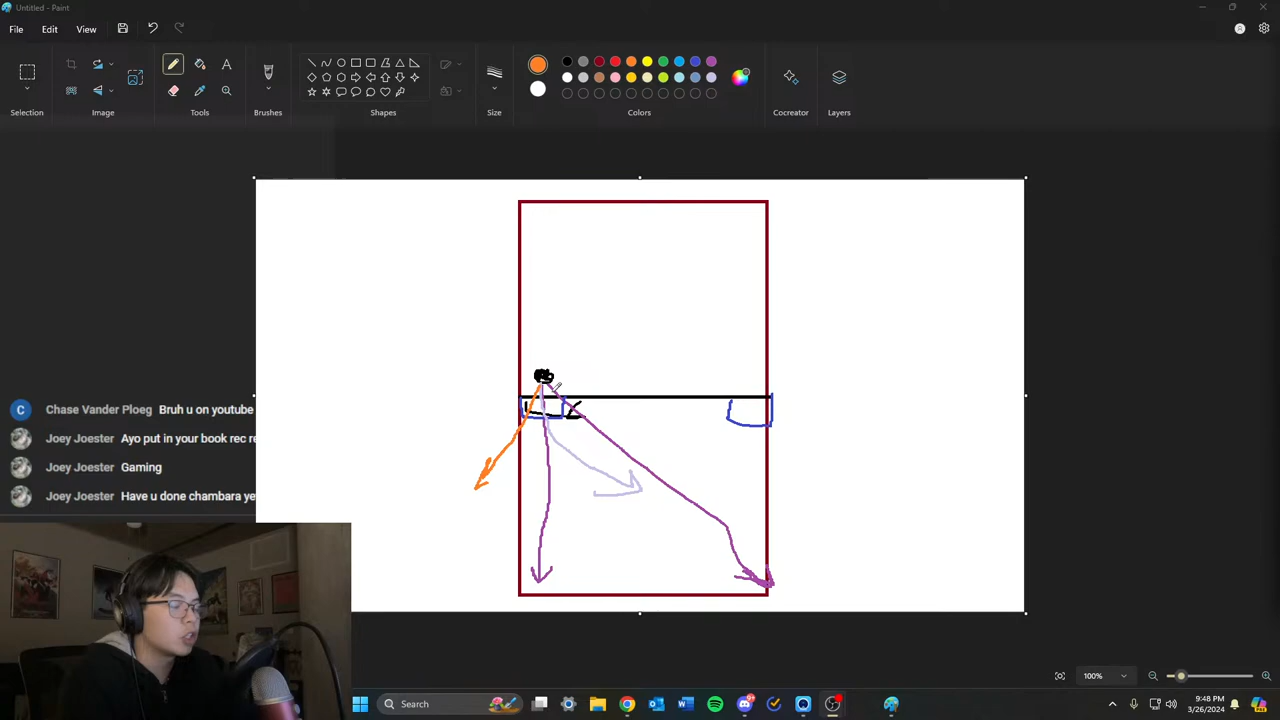 Untitled - Paint
File Edit View
Selection Image Tools Brushes Shapes Size Colors Cocreator Layers
Chase Vander Ploeg Bruh u on youtube
Joey Joester Ayo put in your book rec re
Joey Joester Gaming
Joey Joester Have u done chambara ye
100%
Search
9:48 PM
3/26/2024